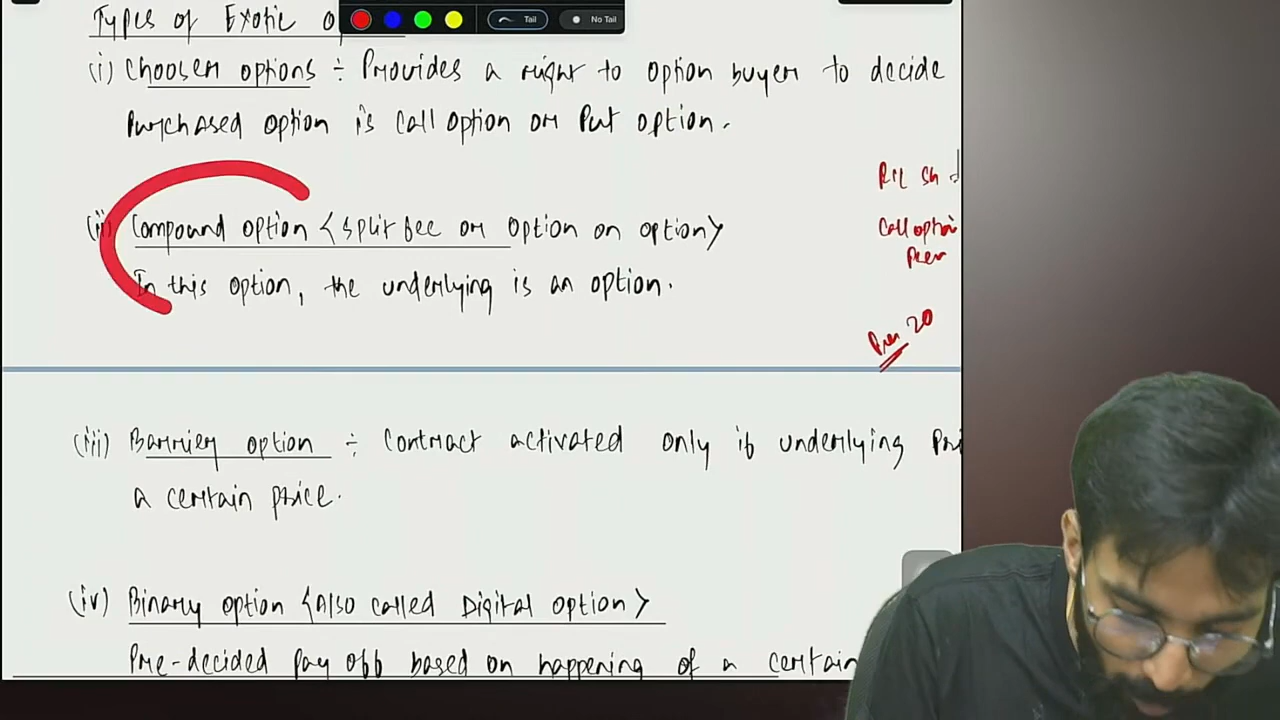 Types of Exotic o
Tail
No Tail
(i) Chooser options ÷ Provides a right to option buyer to decide
Purchased option is call option or Put option.
RIL Sh
(ii) Compound option <split fee or option on option>
Call option
Prem
In this option, the underlying is an option.
Prem 20
(iii) Barrier option ÷ Contract activated only if underlying Pri
a certain price.
(iv) Binary option <Also called Digital option>
Pre-decided pay off based on happening of a certain